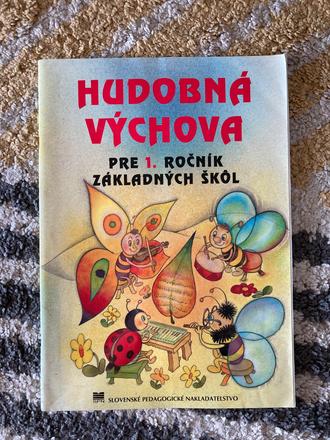 HUDOBNÁ
VÝCHOVA
PRE 1. ROČNÍK
ZÁKLADNÝCH ŠKÔL
SLOVENSKÉ PEDAGOGICKÉ NAKLADATEĽSTVO